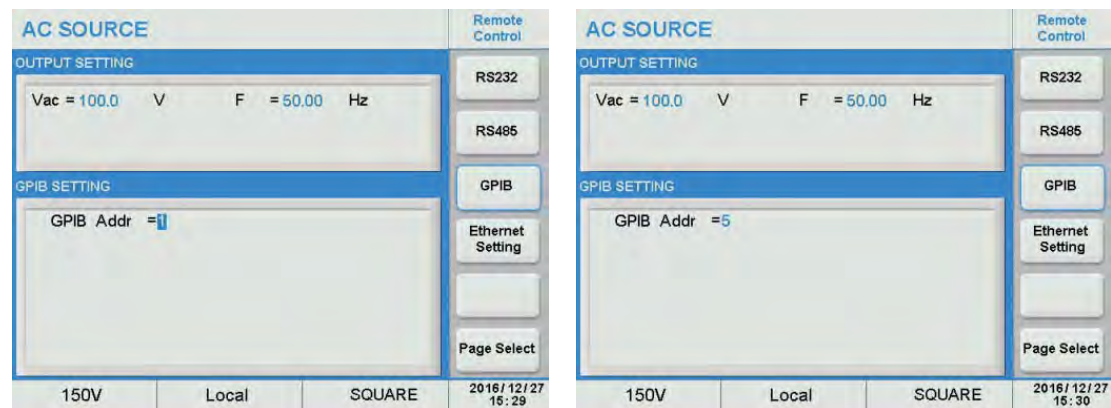 AC SOURCE
Remote
Control
OUTPUT SETTING
Vac = 100.0 V F = 50.00 Hz
RS232
RS485
GPIB SETTING
GPIB Addr =1
GPIB
Ethernet
Setting
Page Select
150V Local SQUARE 2016/12/27
15:29
AC SOURCE
Remote
Control
OUTPUT SETTING
Vac = 100.0 V F = 50.00 Hz
RS232
RS485
GPIB SETTING
GPIB Addr =5
GPIB
Ethernet
Setting
Page Select
150V Local SQUARE 2016/12/27
15:30